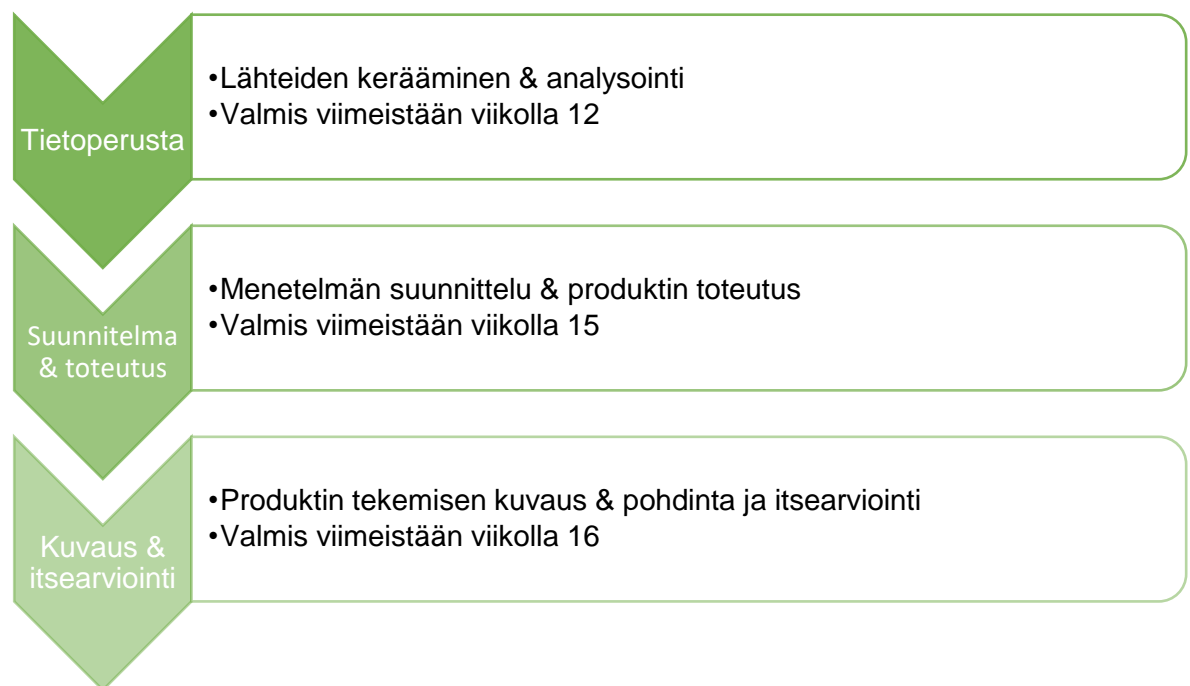 Tietoperusta
•Lähteiden kerääminen & analysointi
•Valmis viimeistään viikolla 12
Suunnitelma
& toteutus
•Menetelmän suunnittelu & produktin toteutus
•Valmis viimeistään viikolla 15
Kuvaus &
itsearviointi
•Produktin tekemisen kuvaus & pohdinta ja itsearviointi
•Valmis viimeistään viikolla 16